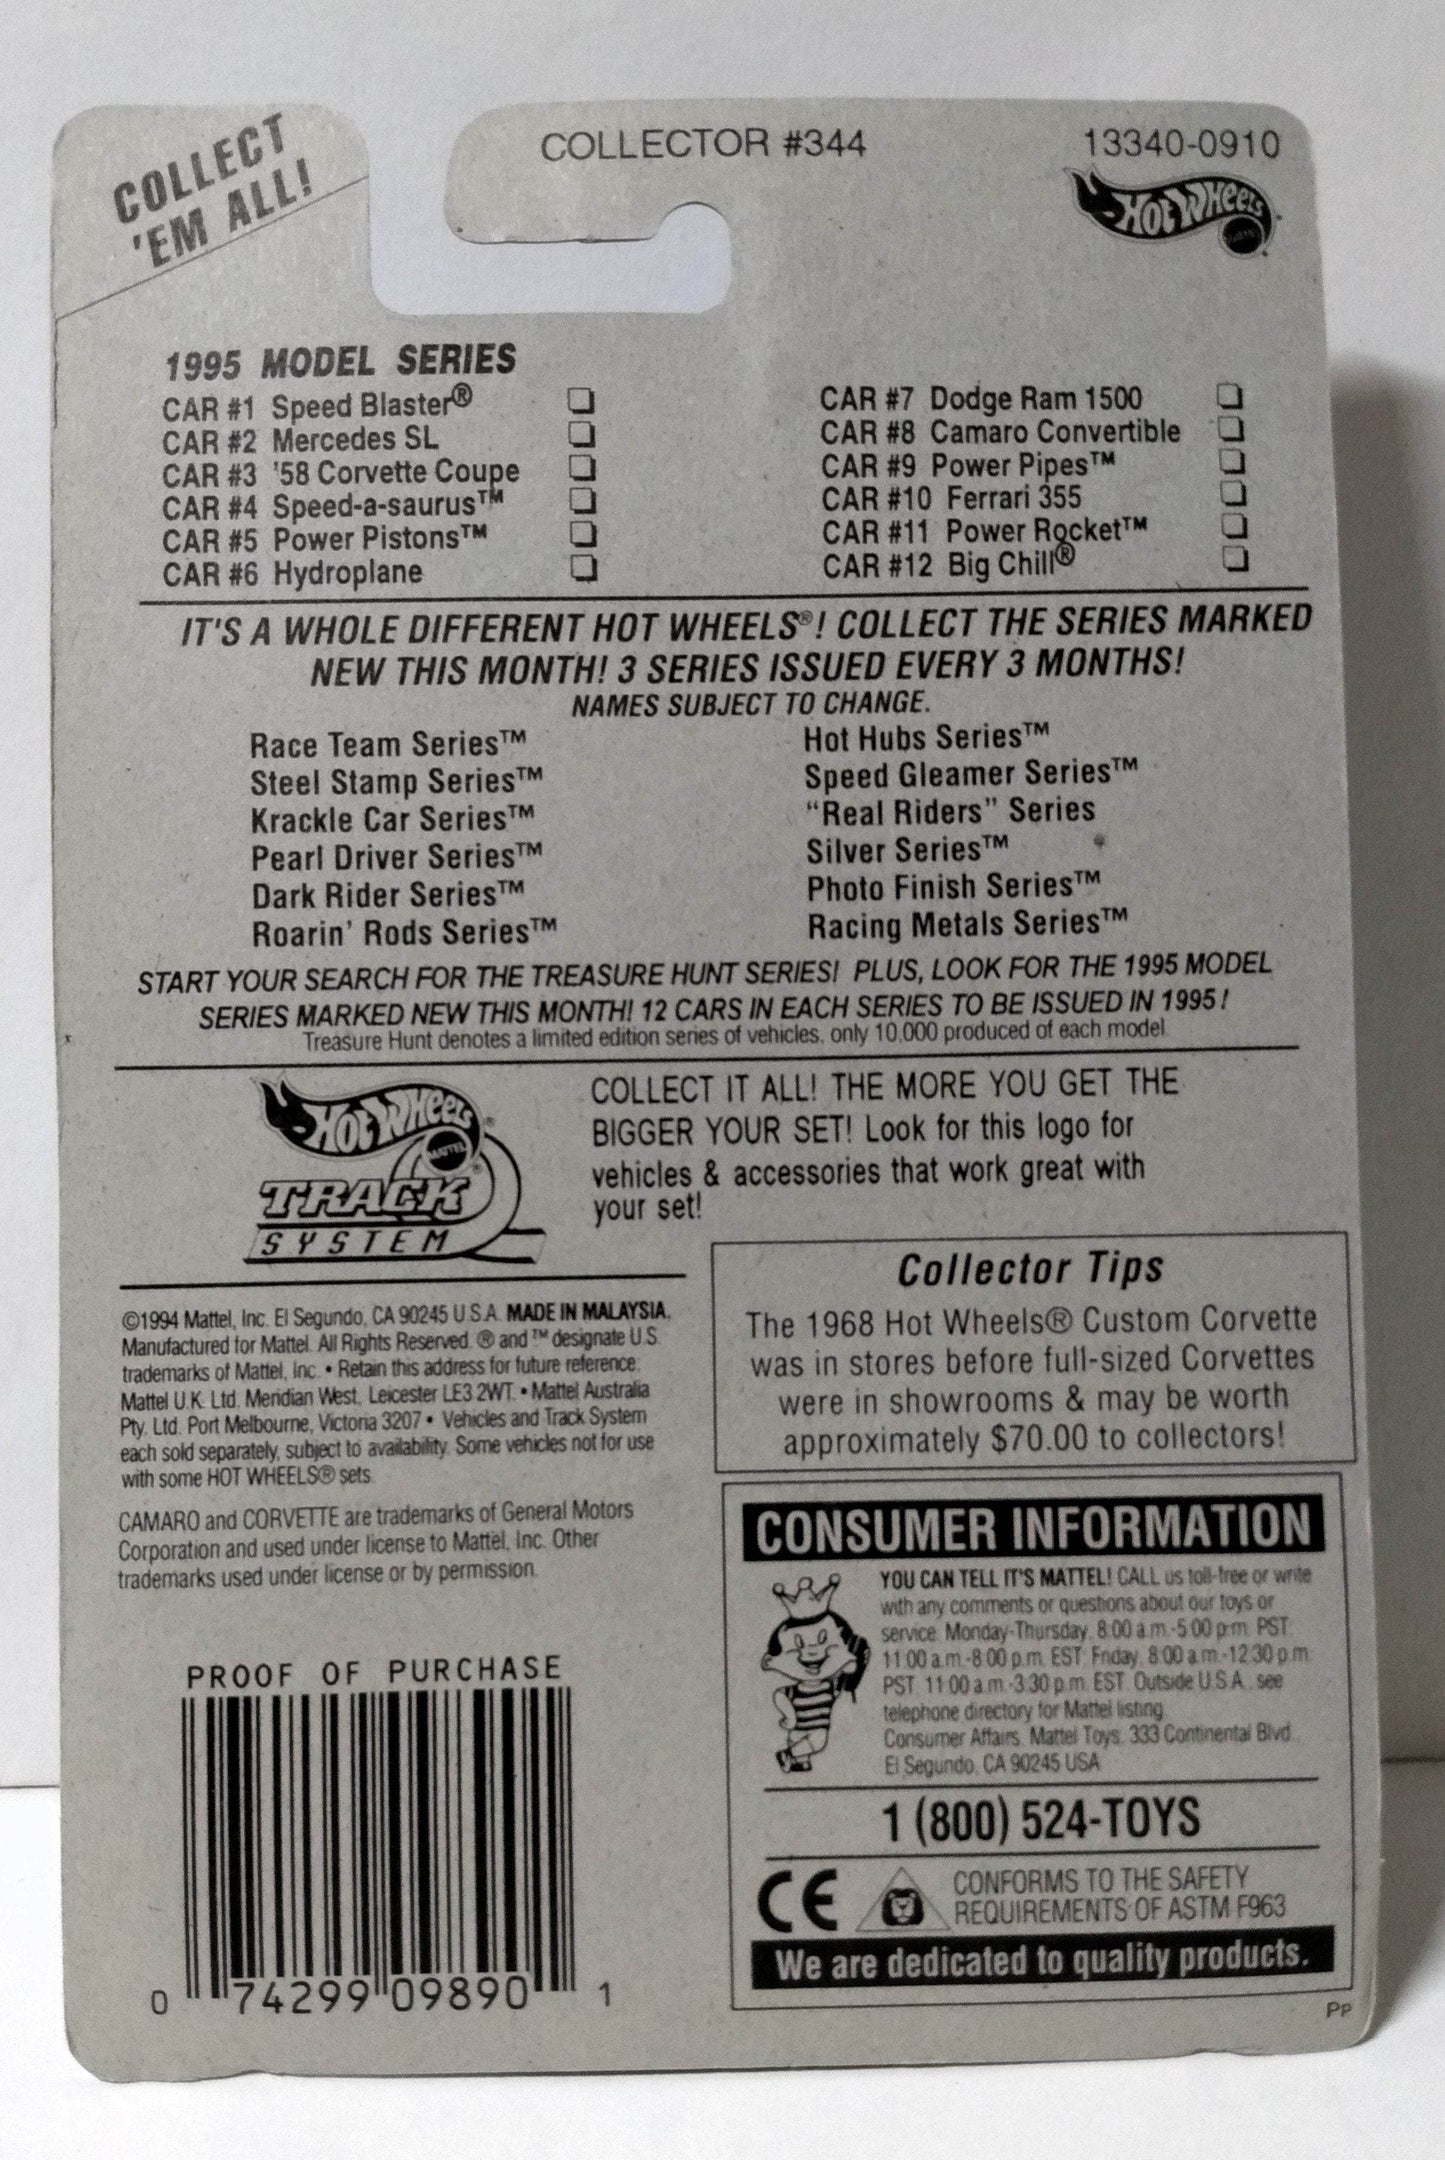 COLLECT
'EM ALL!
COLLECTOR #344
13340-0910
HOT WHEELS
1995 MODEL SERIES
CAR #1 Speed Blaster®
CAR #2 Mercedes SL
CAR #3 '58 Corvette Coupe
CAR #4 Speed-a-saurus™
CAR #5 Power Pistons™
CAR #6 Hydroplane
CAR #7 Dodge Ram 1500
CAR #8 Camaro Convertible
CAR #9 Power Pipes™
CAR #10 Ferrari 355
CAR #11 Power Rocket™
CAR #12 Big Chill®
IT'S A WHOLE DIFFERENT HOT WHEELS®! COLLECT THE SERIES MARKED
NEW THIS MONTH! 3 SERIES ISSUED EVERY 3 MONTHS!
NAMES SUBJECT TO CHANGE.
Race Team Series™
Steel Stamp Series™
Krackle Car Series™
Pearl Driver Series™
Dark Rider Series™
Roarin' Rods Series™
Hot Hubs Series™
Speed Gleamer Series™
“Real Riders” Series
Silver Series™
Photo Finish Series™
Racing Metals Series™
START YOUR SEARCH FOR THE TREASURE HUNT SERIES! PLUS, LOOK FOR THE 1995 MODEL
SERIES MARKED NEW THIS MONTH! 12 CARS IN EACH SERIES TO BE ISSUED IN 1995!
Treasure Hunt denotes a limited edition series of vehicles, only 10,000 produced of each model.
HOT WHEELS®
MATTEL®
TRACK
SYSTEM
COLLECT IT ALL! THE MORE YOU GET THE
BIGGER YOUR SET! Look for this logo for
vehicles & accessories that work great with
your set!
©1994 Mattel, Inc. El Segundo, CA 90245 U.S.A. MADE IN MALAYSIA.
Manufactured for Mattel. All Rights Reserved. ® and ™ designate U.S.
trademarks of Mattel, Inc. • Retain this address for future reference:
Mattel U.K. Ltd. Meridian West, Leicester LE3 2WT. • Mattel Australia
Pty. Ltd. Port Melbourne, Victoria 3207 • Vehicles and Track System
each sold separately, subject to availability. Some vehicles not for use
with some HOT WHEELS® sets.
CAMARO and CORVETTE are trademarks of General Motors
Corporation and used under license to Mattel, Inc. Other
trademarks used under license or by permission.
Collector Tips
The 1968 Hot Wheels® Custom Corvette
was in stores before full-sized Corvettes
were in showrooms & may be worth
approximately $70.00 to collectors!
CONSUMER INFORMATION
YOU CAN TELL IT'S MATTEL! CALL us toll-free or write
with any comments or questions about our toys or
service. Monday-Thursday, 8:00 a.m.-5:00 p.m. PST.
11:00 a.m.-8:00 p.m. EST. Friday, 8:00 a.m.-12:30 p.m.
PST. 11:00 a.m.-3:30 p.m. EST. Outside U.S.A., see
telephone directory for Mattel listing.
Consumer Affairs, Mattel Toys, 333 Continental Blvd.,
El Segundo, CA 90245 USA
1 (800) 524-TOYS
CE
CONFORMS TO THE SAFETY
REQUIREMENTS OF ASTM F963
We are dedicated to quality products.
PROOF OF PURCHASE
0 74299 09890 1
PP